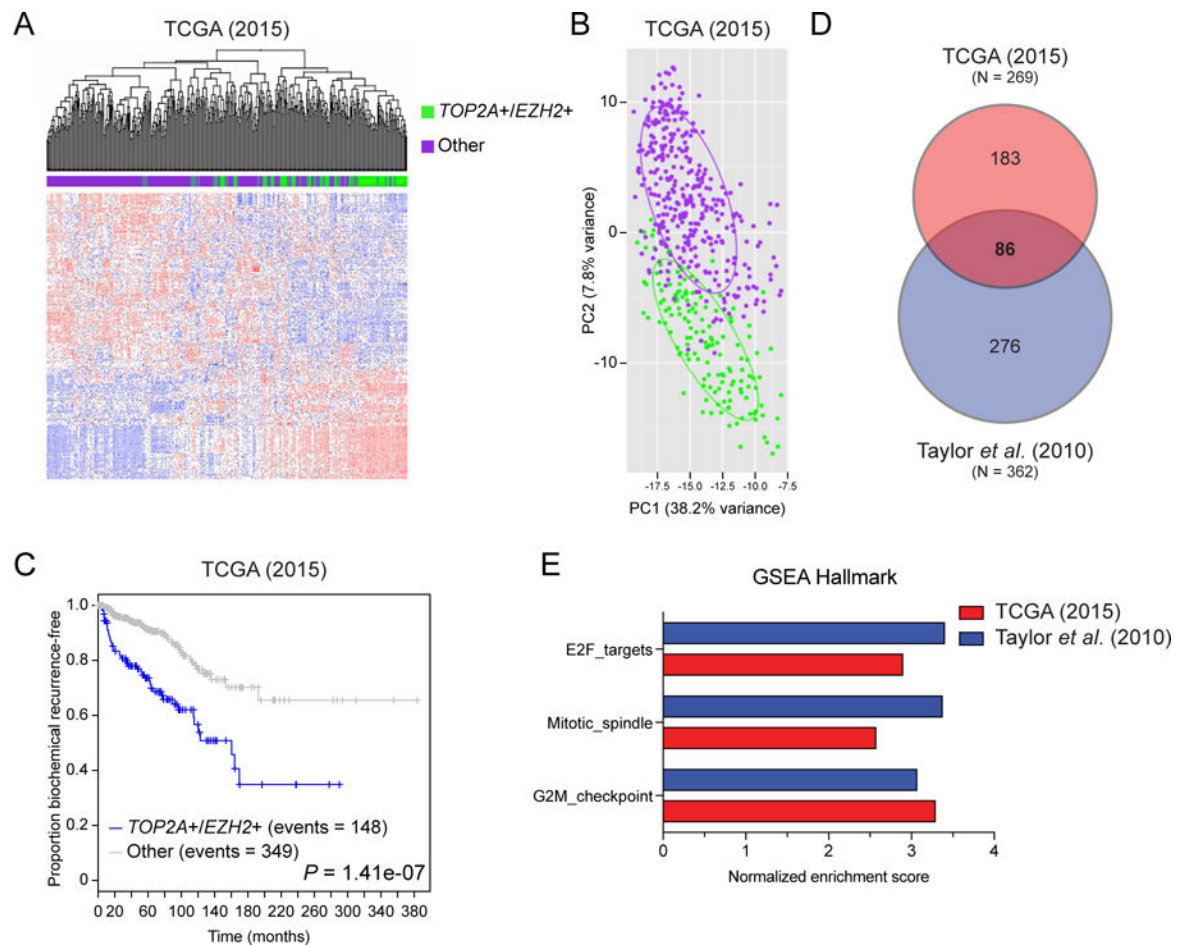 A
TCGA (2015)
TOP2A+/EZH2+
Other
B
TCGA (2015)
10
0
-10
PC2 (7.8% variance)
-17.5 -15.0 -12.5 -10.0 -7.5
PC1 (38.2% variance)
D
TCGA (2015)
(N = 269)
183
86
276
Taylor et al. (2010)
(N = 362)
C
TCGA (2015)
Proportion biochemical recurrence-free
1.0
0.8
0.6
0.4
0.2
0
TOP2A+/EZH2+ (events = 148)
Other (events = 349)
P = 1.41e-07
0 20 60 100 140 180 220 260 300 340 380
Time (months)
E
GSEA Hallmark
TCGA (2015)
Taylor et al. (2010)
E2F_targets
Mitotic_spindle
G2M_checkpoint
0 1 2 3 4
Normalized enrichment score